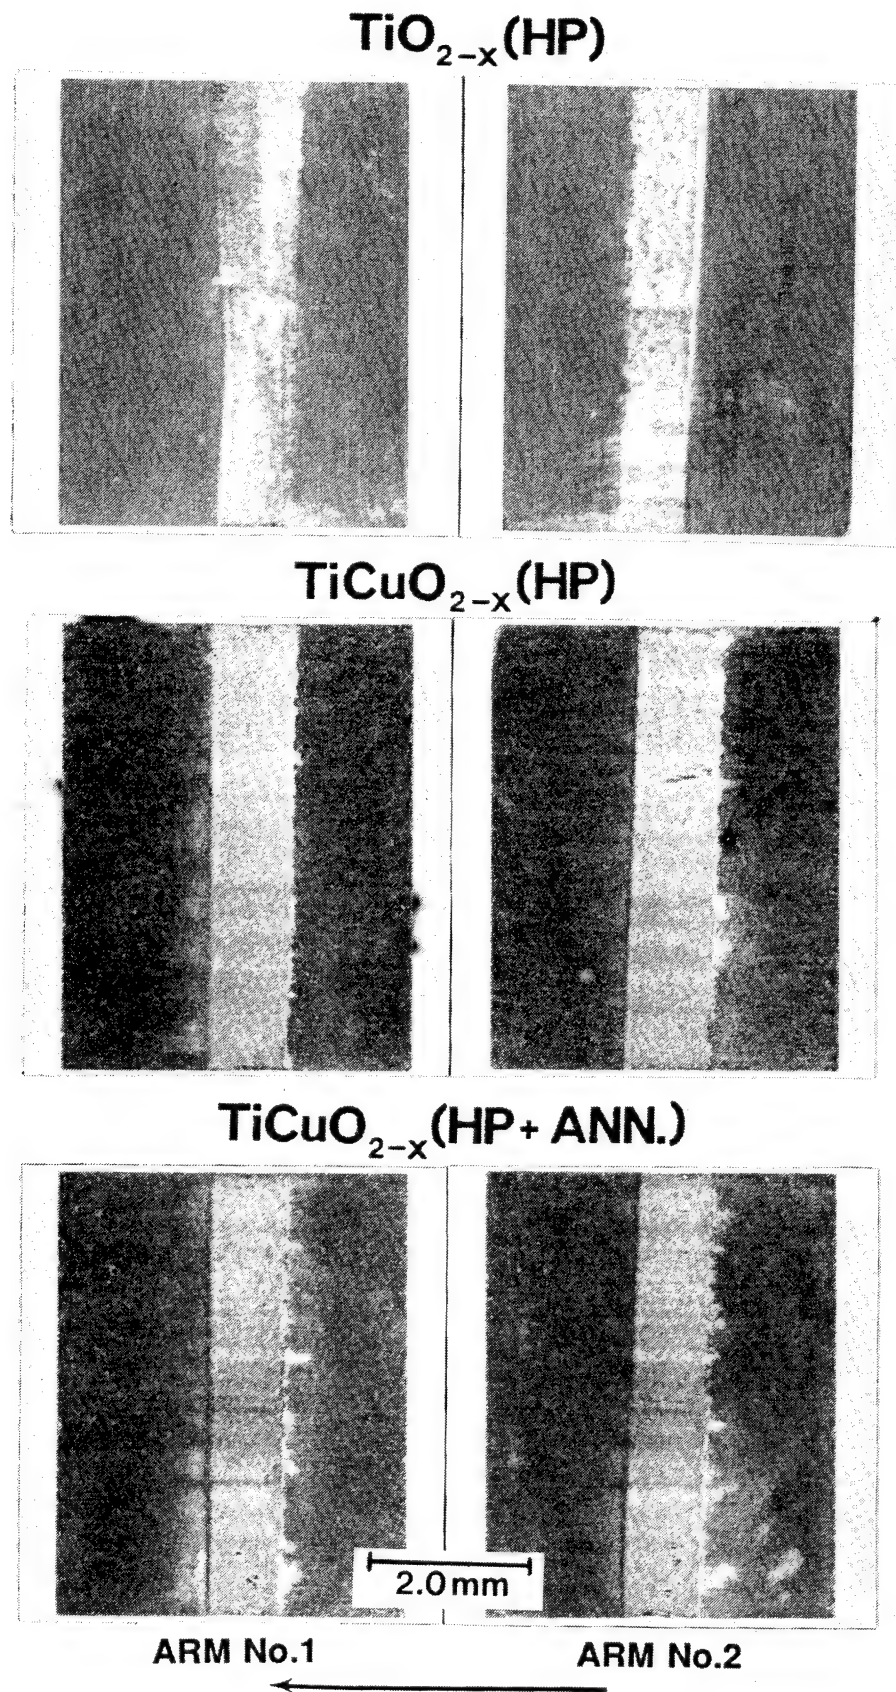 TiO₂₋ₓ(HP)
TiCuO₂₋ₓ(HP)
TiCuO₂₋ₓ(HP+ ANN.)
2.0mm
ARM No.1 ARM No.2